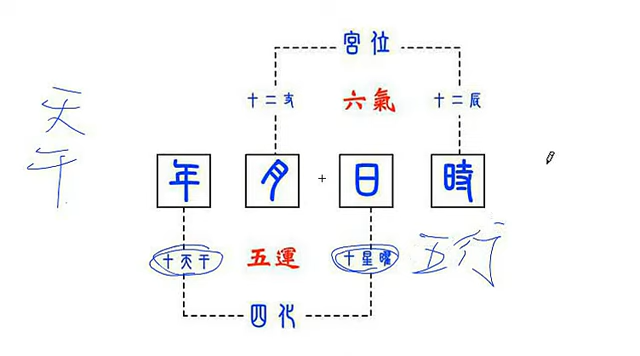 宮位
十二支 六氣 十二辰
天
午
年 月 + 日 時
十天干 五運 十星曜 五行
四化